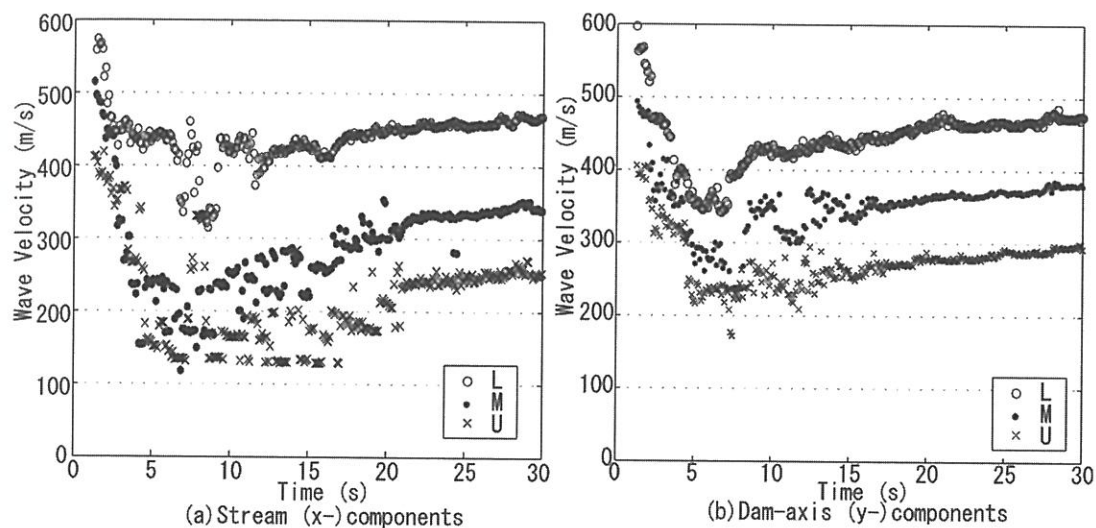 600
500
400
300
200
100
0
Wave Velocity (m/s)
L
M
U
0 5 10 15 20 25 30
Time (s)
(a) Stream (x-) components
600
500
400
300
200
100
0
Wave Velocity (m/s)
L
M
U
0 5 10 15 20 25 30
Time (s)
(b) Dam-axis (y-) components